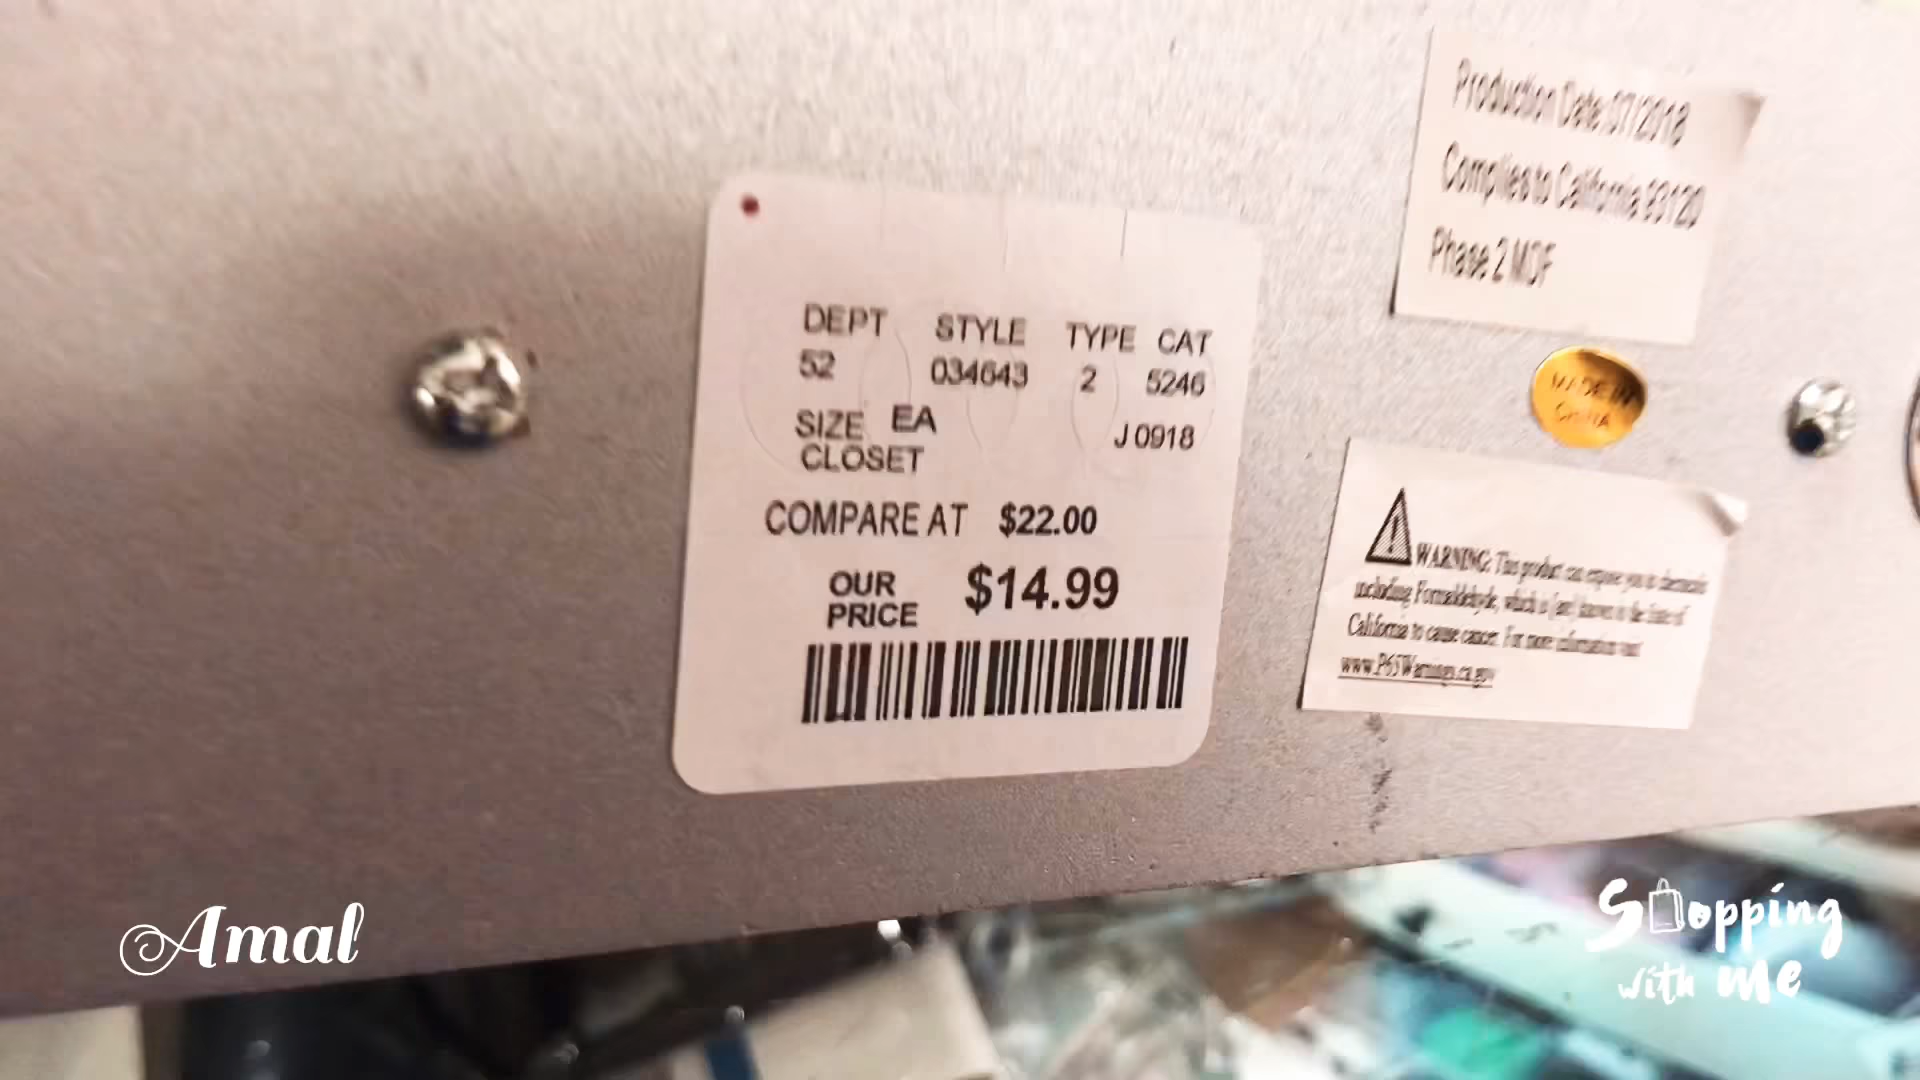 DEPT STYLE TYPE CAT
52 034643 2 5246
SIZE EA J0918
CLOSET
COMPARE AT $22.00
OUR PRICE $14.99
Production Date:07/2018
Complies to California 93120
Phase 2 MDF
MADE IN
CHINA
WARNING: This product can expose you to chemicals
including Formaldehyde, which is [are] known to the State of
California to cause cancer. For more information visit
www.P65Warnings.ca.gov
Amal
Shopping
with me